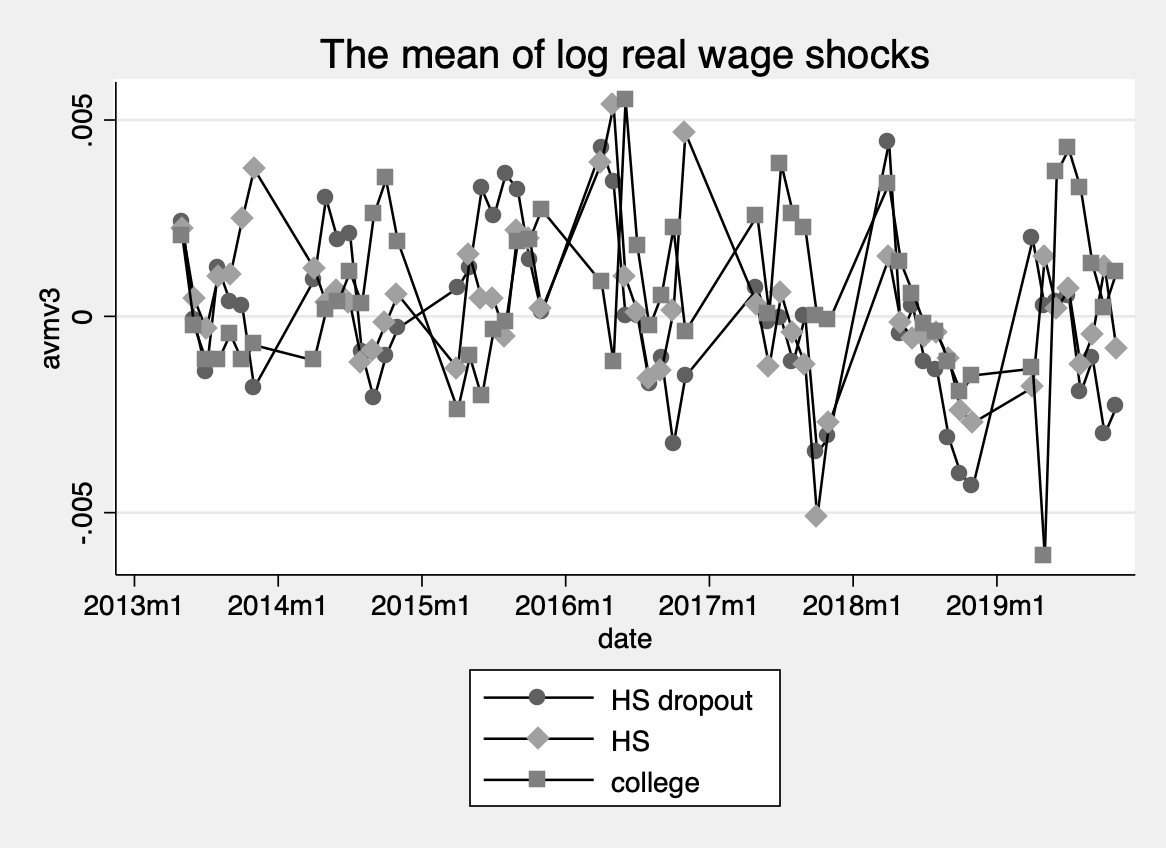 The mean of log real wage shocks
.005
0
-.005
avmv3
2013m1 2014m1 2015m1 2016m1 2017m1 2018m1 2019m1
date
HS dropout
HS
college